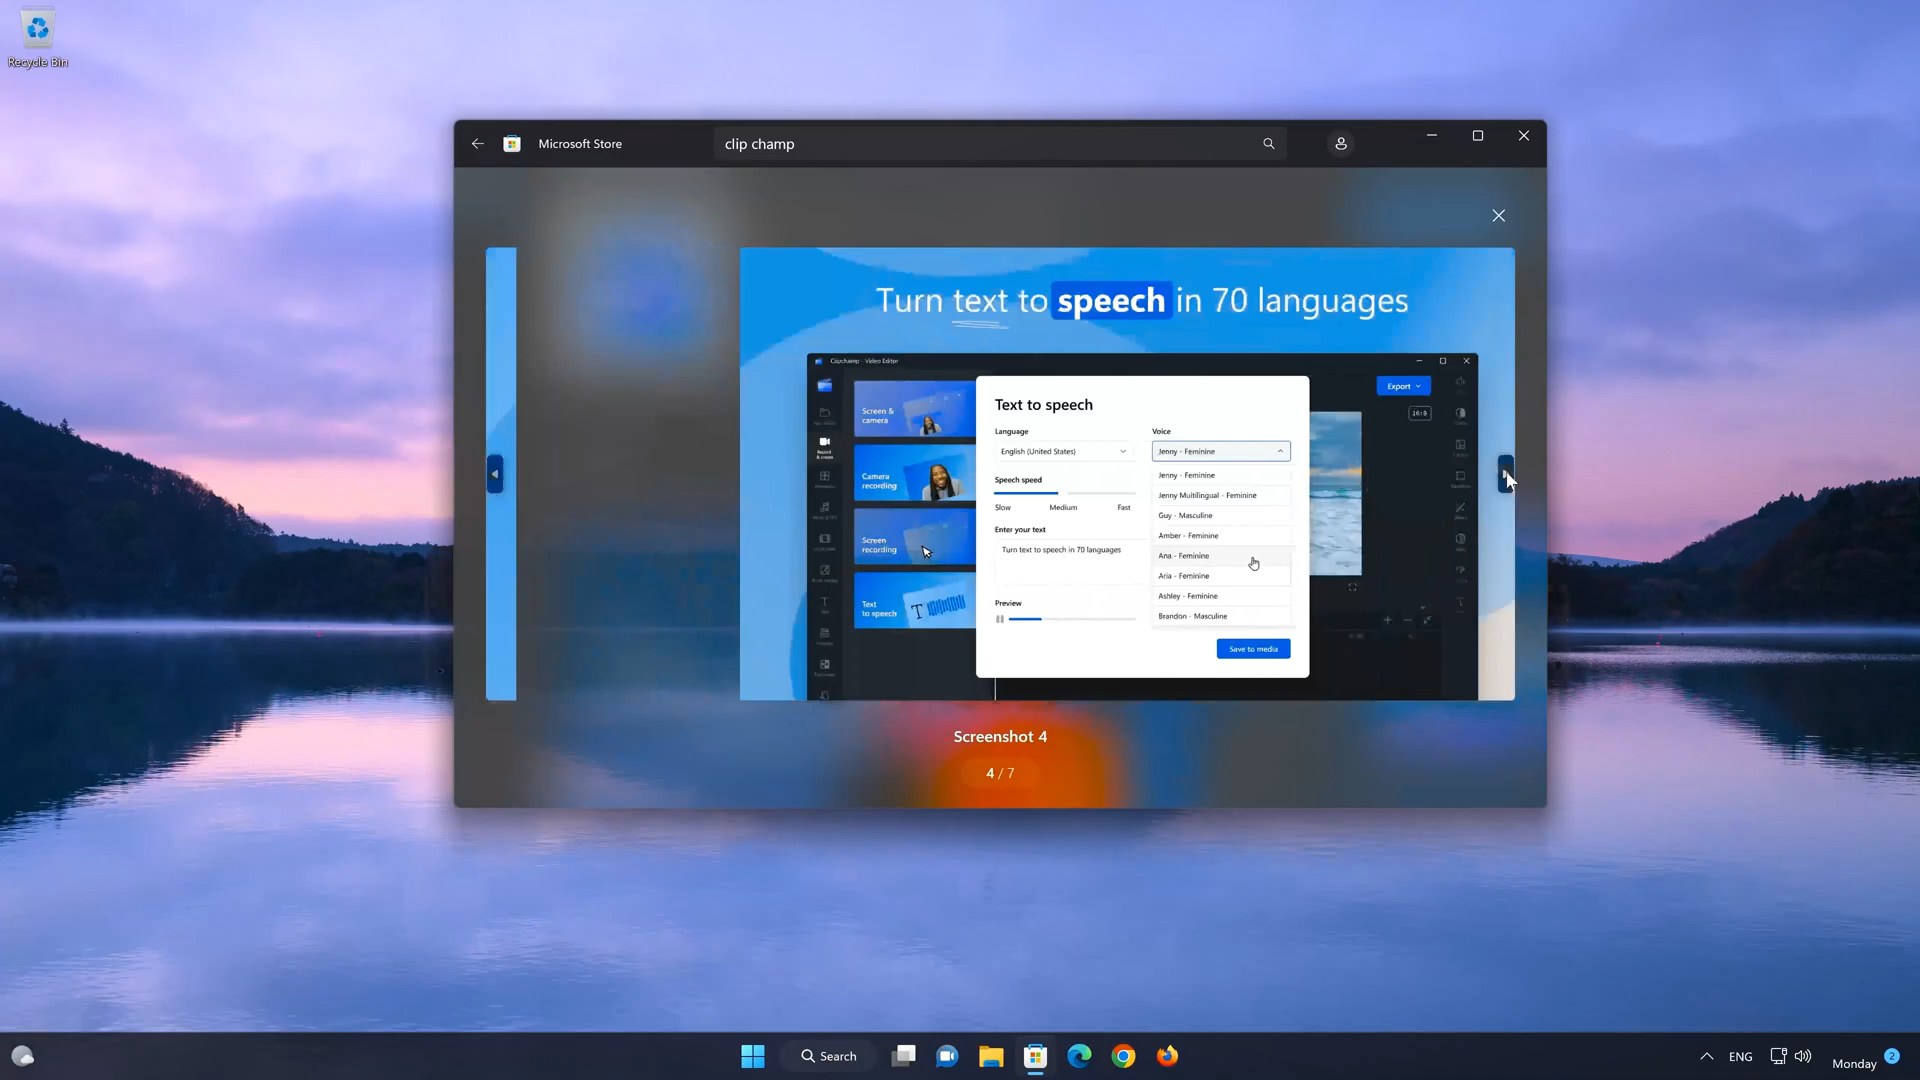 Recycle Bin
Microsoft Store
clip champ
Turn text to speech in 70 languages
Clipchamp - Video Editor
Export
16:9
Screen & camera
Record & create
Camera recording
Screen recording
Text to speech
Text to speech
Language
Voice
English (United States)
Jenny - Feminine
Speech speed
Slow
Medium
Fast
Enter your text
Turn text to speech in 70 languages
Preview
Jenny - Feminine
Jenny Multilingual - Feminine
Guy - Masculine
Amber - Feminine
Ana - Feminine
Aria - Feminine
Ashley - Feminine
Brandon - Masculine
Save to media
Screenshot 4
4 / 7
Search
ENG
Monday
2